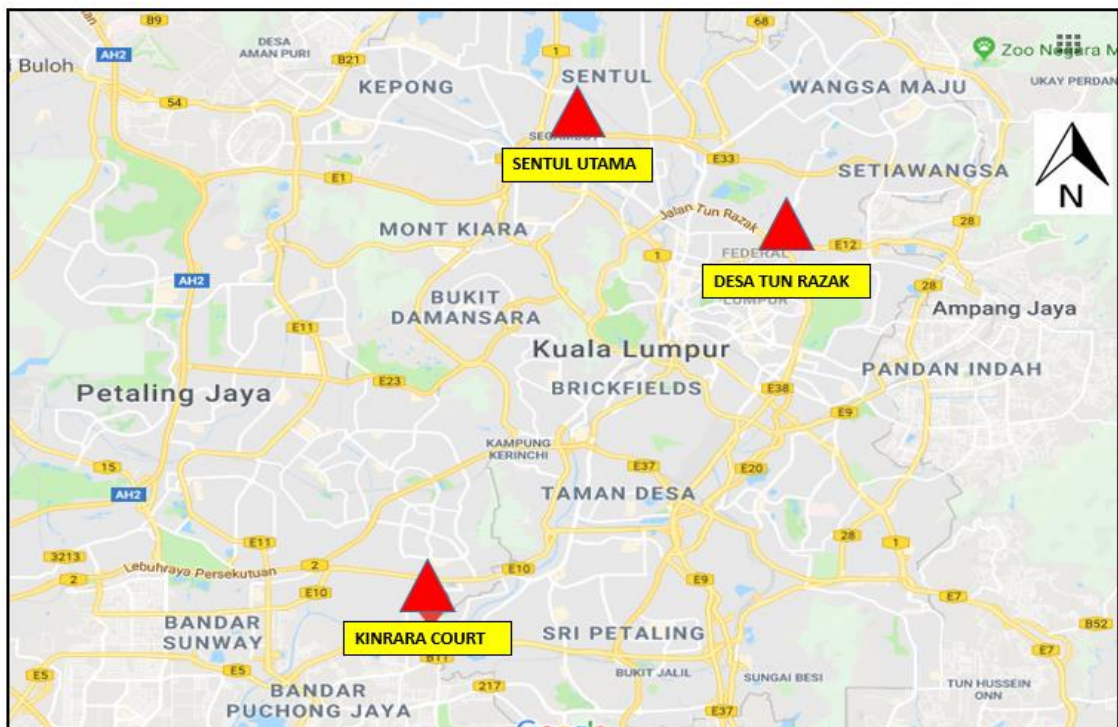 B9
68
DESA
AMAN PURI
1
Zoo Negara M
AH2
i Buloh
B21
SENTUL
UKAY PERDAN
KEPONG
WANGSA MAJU
54
SENTUL UTAMA
E33
E1
SETIAWANGSA
N
Jalan Tun Razak
28
MONT KIARA
E12
1
FEDERAL
AH2
DESA TUN RAZAK
28
LUMPUR
BUKIT
DAMANSARA
Ampang Jaya
E11
Kuala Lumpur
PANDAN INDAH
E23
BRICKFIELDS
E38
Petaling Jaya
E9
KAMPUNG
KERINCHI
15
E37
E20
AH2
TAMAN DESA
28
E11
1
3213
Lebuhraya Persekutuan
2
2
E10
E9
E10
E7
BANDAR
SUNWAY
KINRARA COURT
SRI PETALING
B52
B11
E7
E5
E5
BUKIT JALIL
SUNGAI BESI
217
BANDAR
PUCHONG JAYA
TUN HUSSEIN
ONN
E37
Google